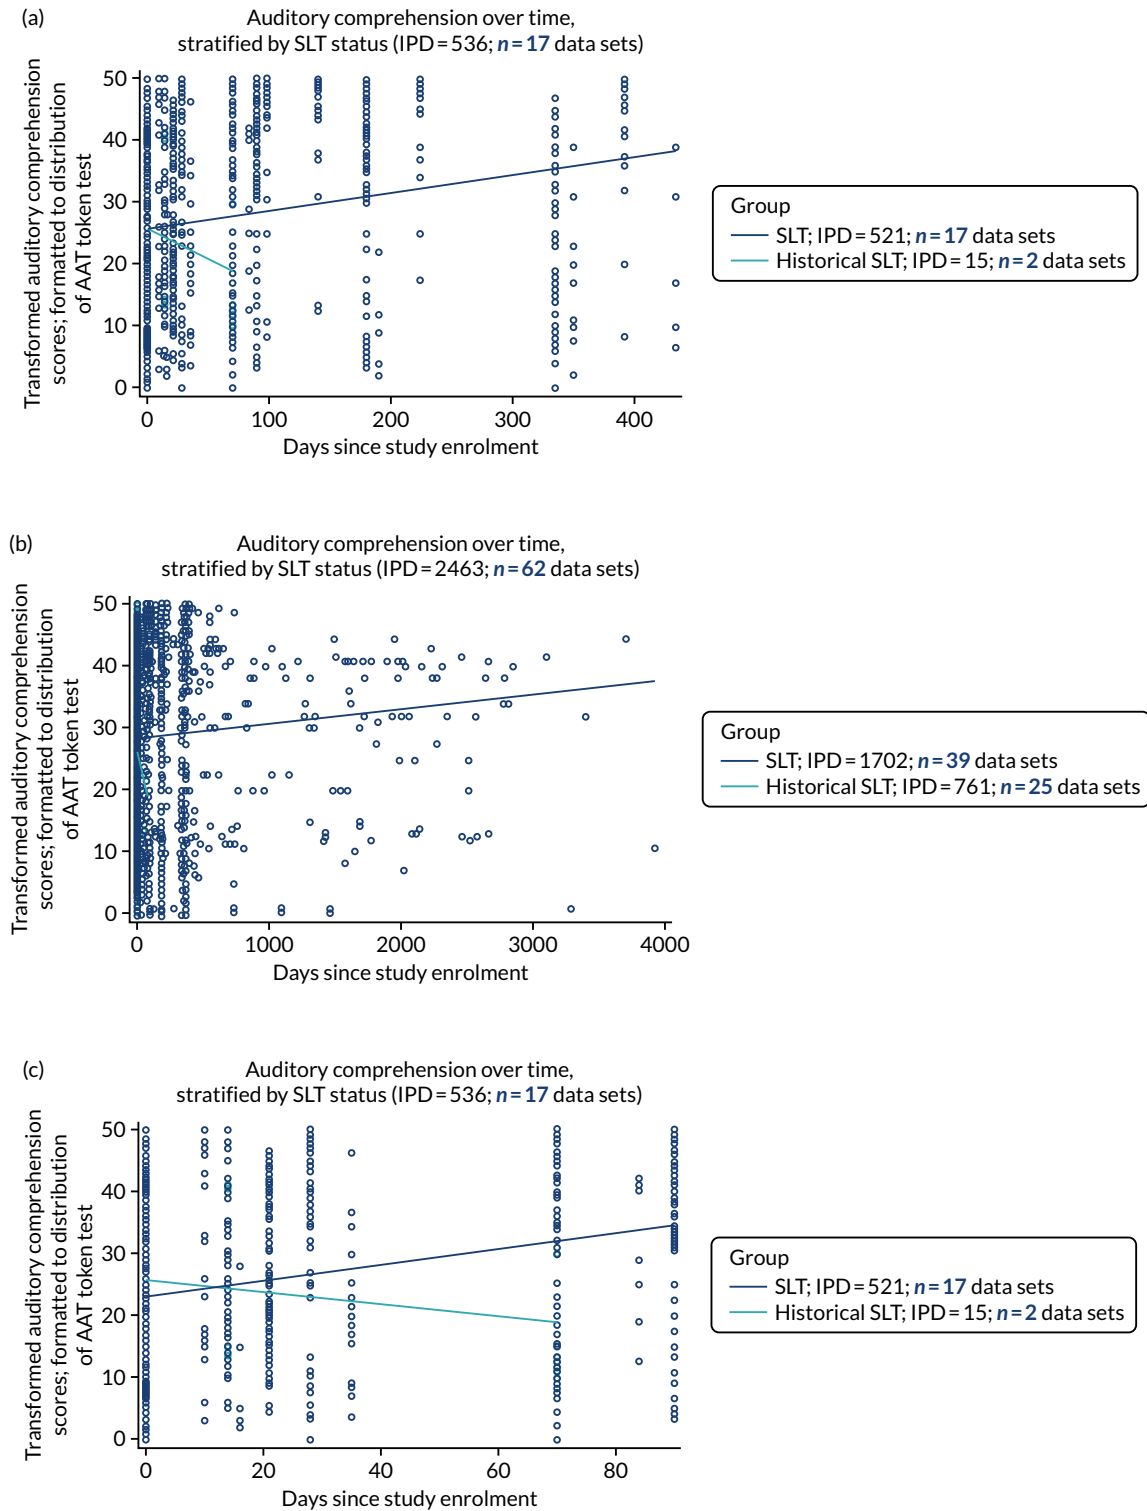 (a)
Auditory comprehension over time,
stratified by SLT status (IPD = 536; n = 17 data sets)
Transformed auditory comprehension
scores; formatted to distribution
of AAT token test
50
40
30
20
10
0
0 100 200 300 400
Days since study enrolment
Group
SLT; IPD = 521; n = 17 data sets
Historical SLT; IPD = 15; n = 2 data sets
(b)
Auditory comprehension over time,
stratified by SLT status (IPD = 2463; n = 62 data sets)
Transformed auditory comprehension
scores; formatted to distribution
of AAT token test
50
40
30
20
10
0
0 1000 2000 3000 4000
Days since study enrolment
Group
SLT; IPD = 1702; n = 39 data sets
Historical SLT; IPD = 761; n = 25 data sets
(c)
Auditory comprehension over time,
stratified by SLT status (IPD = 536; n = 17 data sets)
Transformed auditory comprehension
scores; formatted to distribution
of AAT token test
50
40
30
20
10
0
0 20 40 60 80
Days since study enrolment
Group
SLT; IPD = 521; n = 17 data sets
Historical SLT; IPD = 15; n = 2 data sets